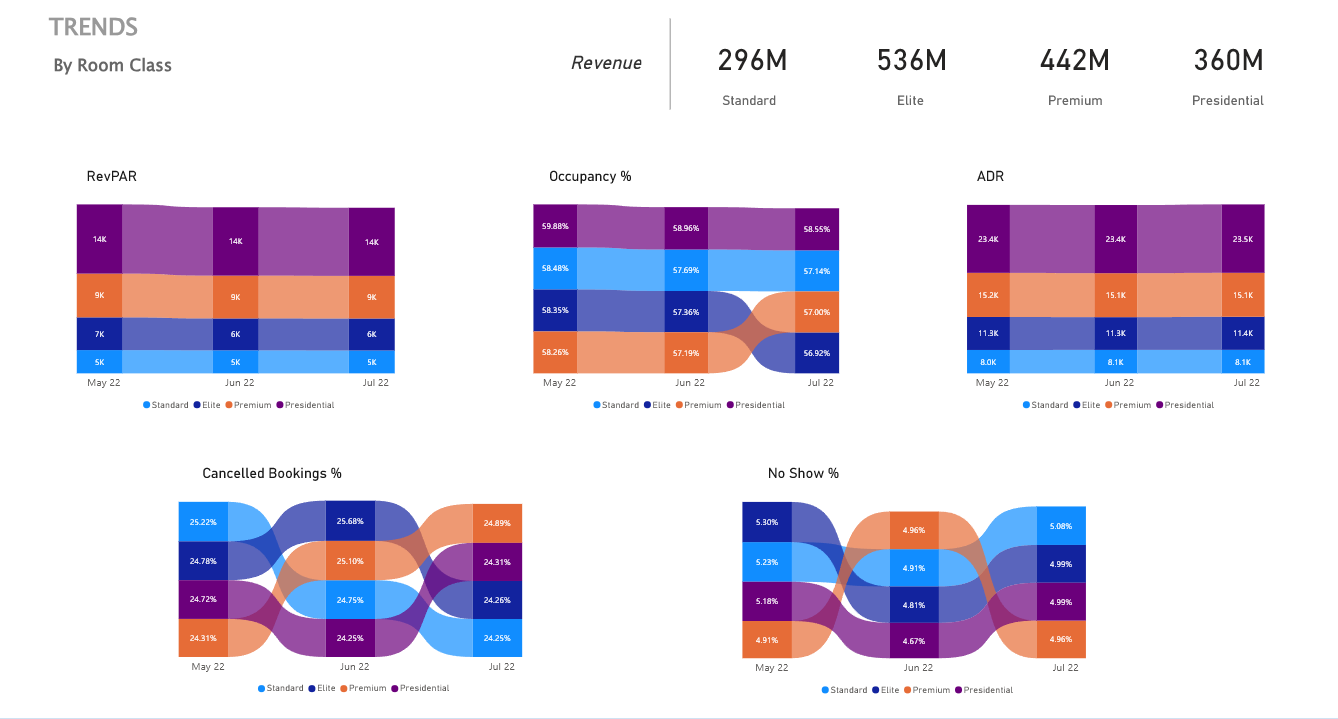 TRENDS
By Room Class
Revenue
296M 536M 442M 360M
Standard Elite Premium Presidential
RevPAR
14K 14K 14K
9K 9K 9K
7K 6K 6K
5K 5K 5K
May 22 Jun 22 Jul 22
Standard Elite Premium Presidential
Occupancy %
59.88% 58.96% 58.55%
58.48% 57.69% 57.14%
58.35% 57.36% 57.00%
58.26% 57.19% 56.92%
May 22 Jun 22 Jul 22
Standard Elite Premium Presidential
ADR
23.4K 23.4K 23.5K
15.2K 15.1K 15.1K
11.3K 11.3K 11.4K
8.0K 8.1K 8.1K
May 22 Jun 22 Jul 22
Standard Elite Premium Presidential
Cancelled Bookings %
25.22% 25.68% 24.89%
24.78% 25.10% 24.31%
24.72% 24.75% 24.26%
24.31% 24.25% 24.25%
May 22 Jun 22 Jul 22
Standard Elite Premium Presidential
No Show %
5.30% 4.96% 5.08%
5.23% 4.91% 4.99%
5.18% 4.81% 4.99%
4.91% 4.67% 4.96%
May 22 Jun 22 Jul 22
Standard Elite Premium Presidential